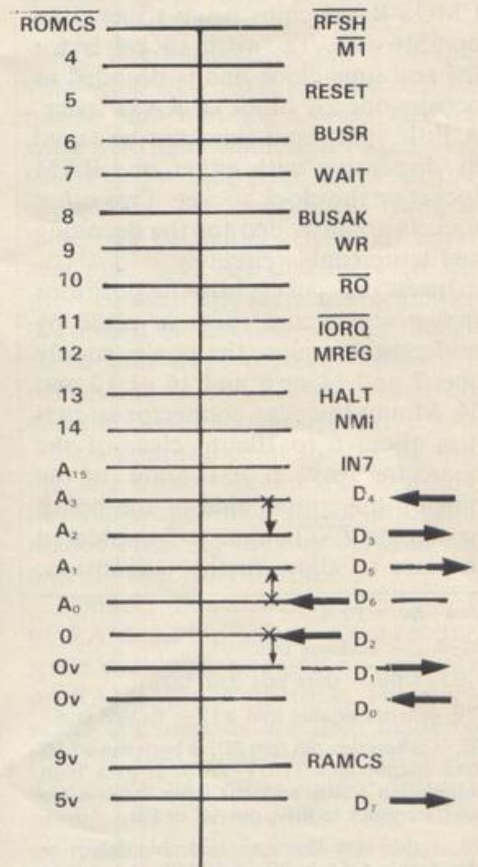 ROMCS RFSH
4 M1
5 RESET
6 BUSR
7 WAIT
8 BUSAK
9 WR
10 RO
11 IORQ
12 MREG
13 HALT
14 NMi
A₁₅ IN7
A₃ D₄
A₂ D₃
A₁ D₅
A₀ D₆
0 D₂
0v D₁
0v D₀
9v RAMCS
5v D₇